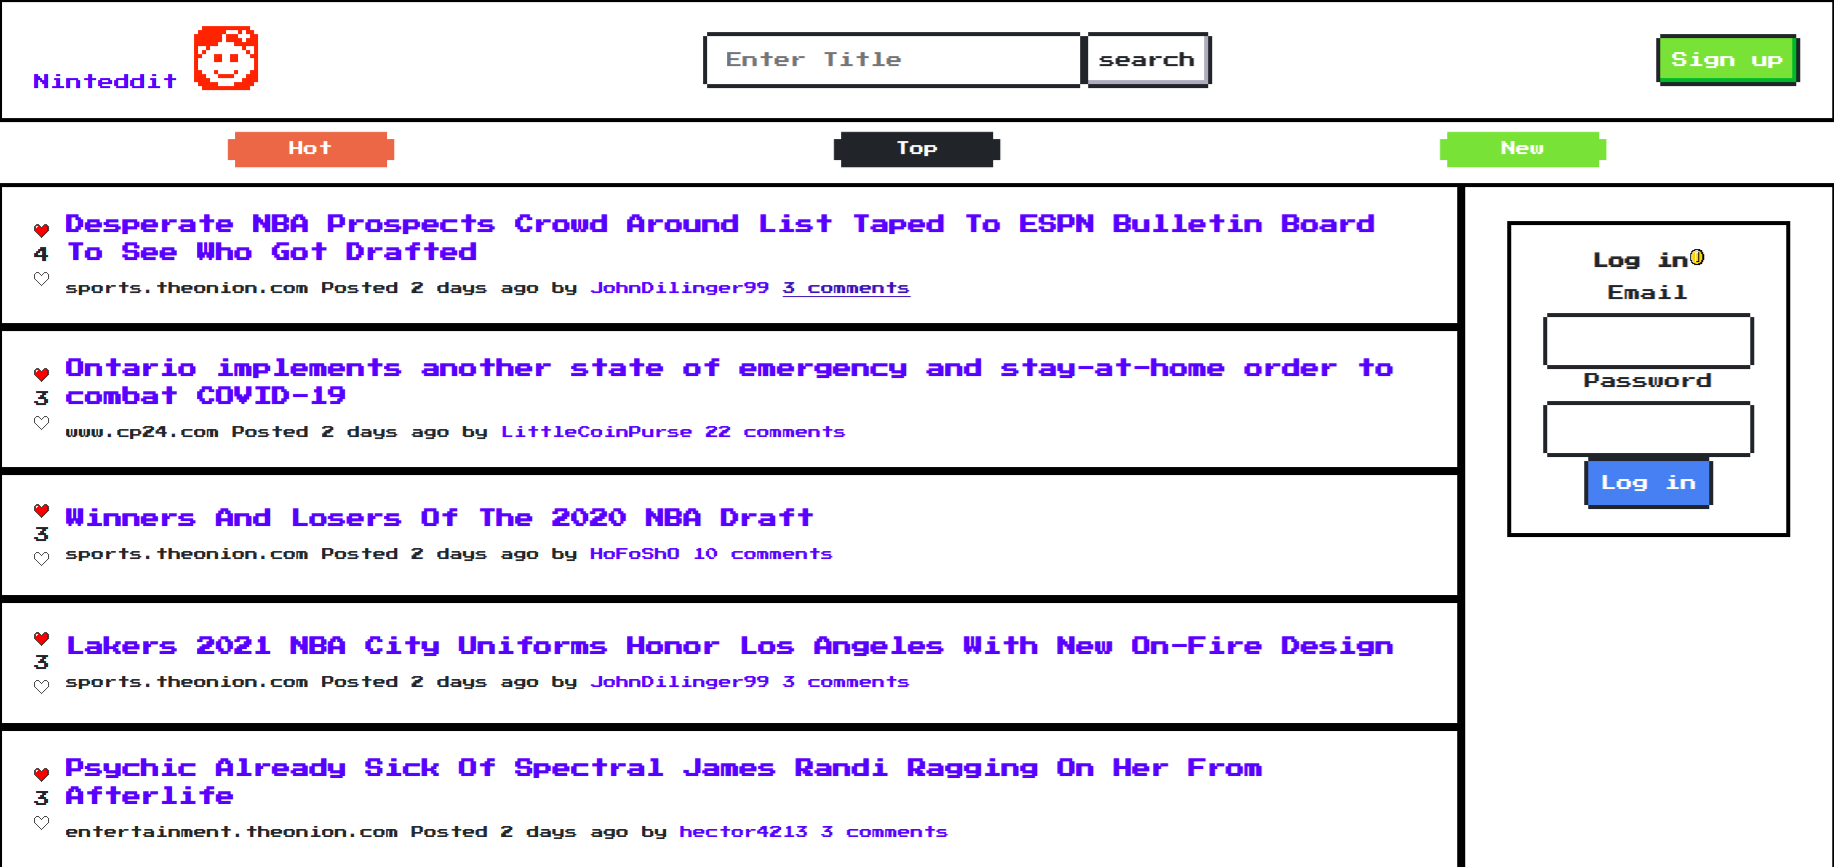 Ninteddit
Enter Title
search
Sign up
Hot
Top
New
Desperate NBA Prospects Crowd Around List Taped To ESPN Bulletin Board
To See Who Got Drafted
4
sports.theonion.com Posted 2 days ago by JohnDilinger99 3 comments
Ontario implements another state of emergency and stay-at-home order to
combat COVID-19
3
www.cp24.com Posted 2 days ago by LittleCoinPurse 22 comments
Winners And Losers Of The 2020 NBA Draft
3
sports.theonion.com Posted 2 days ago by HoFoShO 10 comments
Lakers 2021 NBA City Uniforms Honor Los Angeles With New On-Fire Design
3
sports.theonion.com Posted 2 days ago by JohnDilinger99 3 comments
Psychic Already Sick Of Spectral James Randi Ragging On Her From
Afterlife
3
entertainment.theonion.com Posted 2 days ago by hector4213 3 comments
Log in
Email
Password
Log in